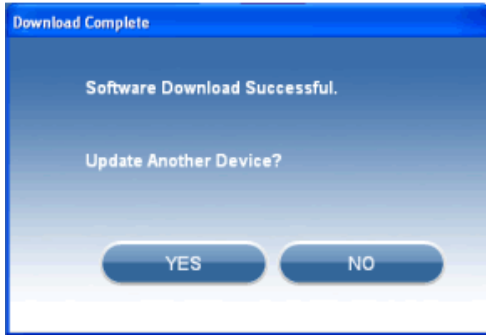 Download Complete
Software Download Successful.
Update Another Device?
YES NO